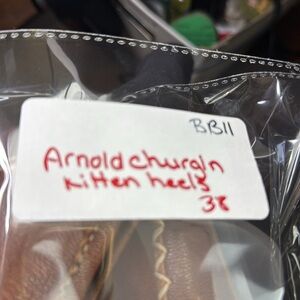 BB11
Arnold churgin
kitten heels
38